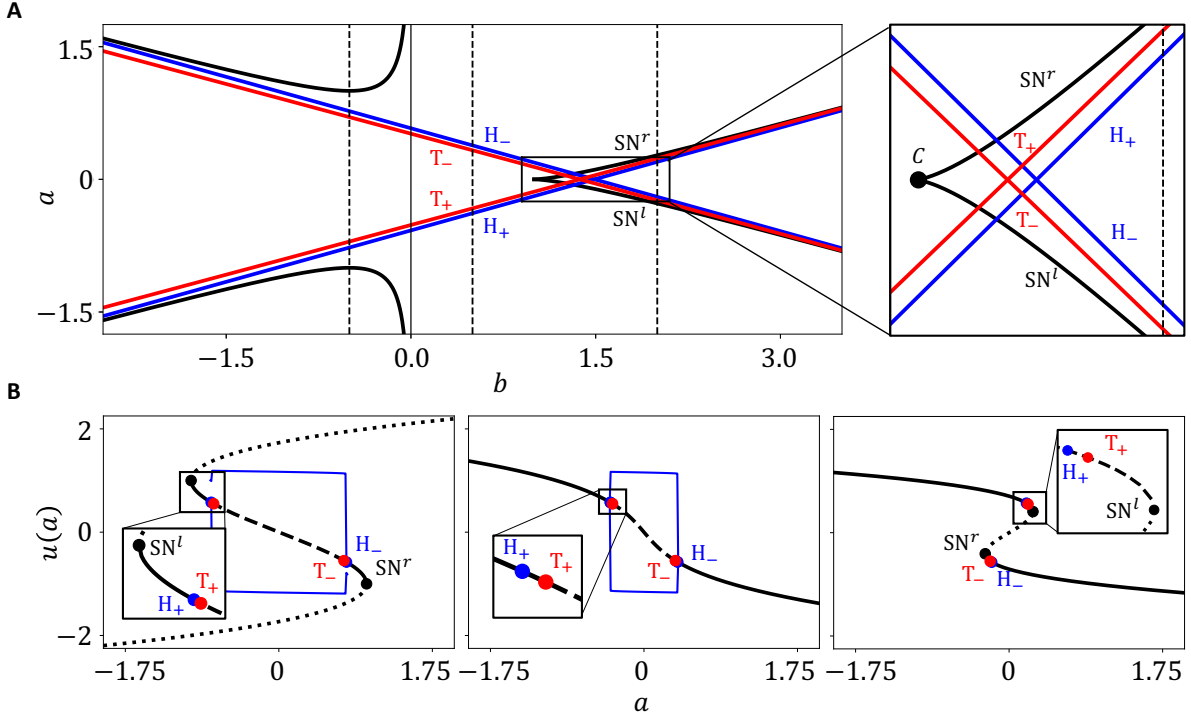 A
1.5
0
−1.5
a
−1.5
0.0
1.5
3.0
b
H₋
T₋
T₊
H₊
SNʳ
SNˡ
SNʳ
C
T₊
H₊
T₋
H₋
SNˡ
B
2
0
−2
u(a)
−1.75
0
1.75
H₋
T₋
SNʳ
SNˡ
T₊
H₊
−1.75
0
1.75
a
H₊
T₊
T₋
H₋
−1.75
0
1.75
T₊
H₊
SNˡ
SNʳ
T₋
H₋